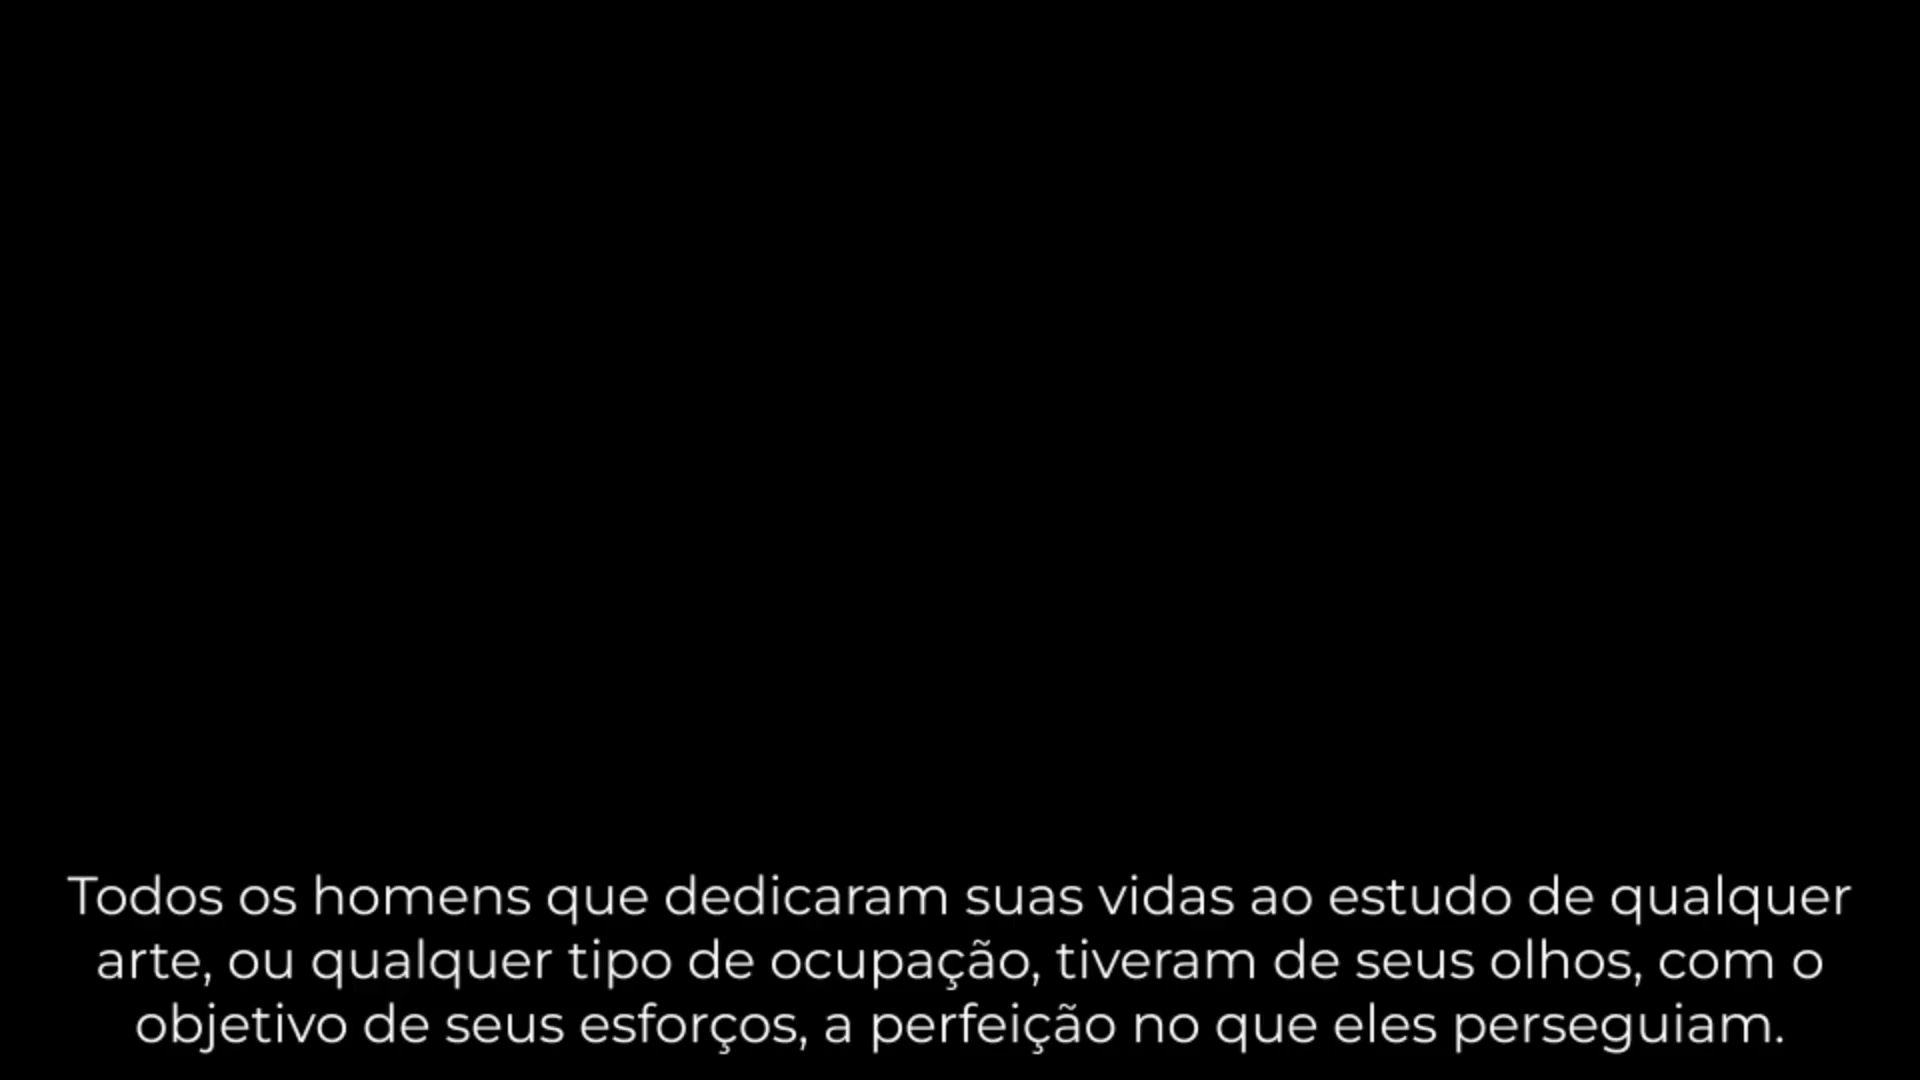 Todos os homens que dedicaram suas vidas ao estudo de qualquer
arte, ou qualquer tipo de ocupação, tiveram de seus olhos, com o
objetivo de seus esforços, a perfeição no que eles perseguiam.